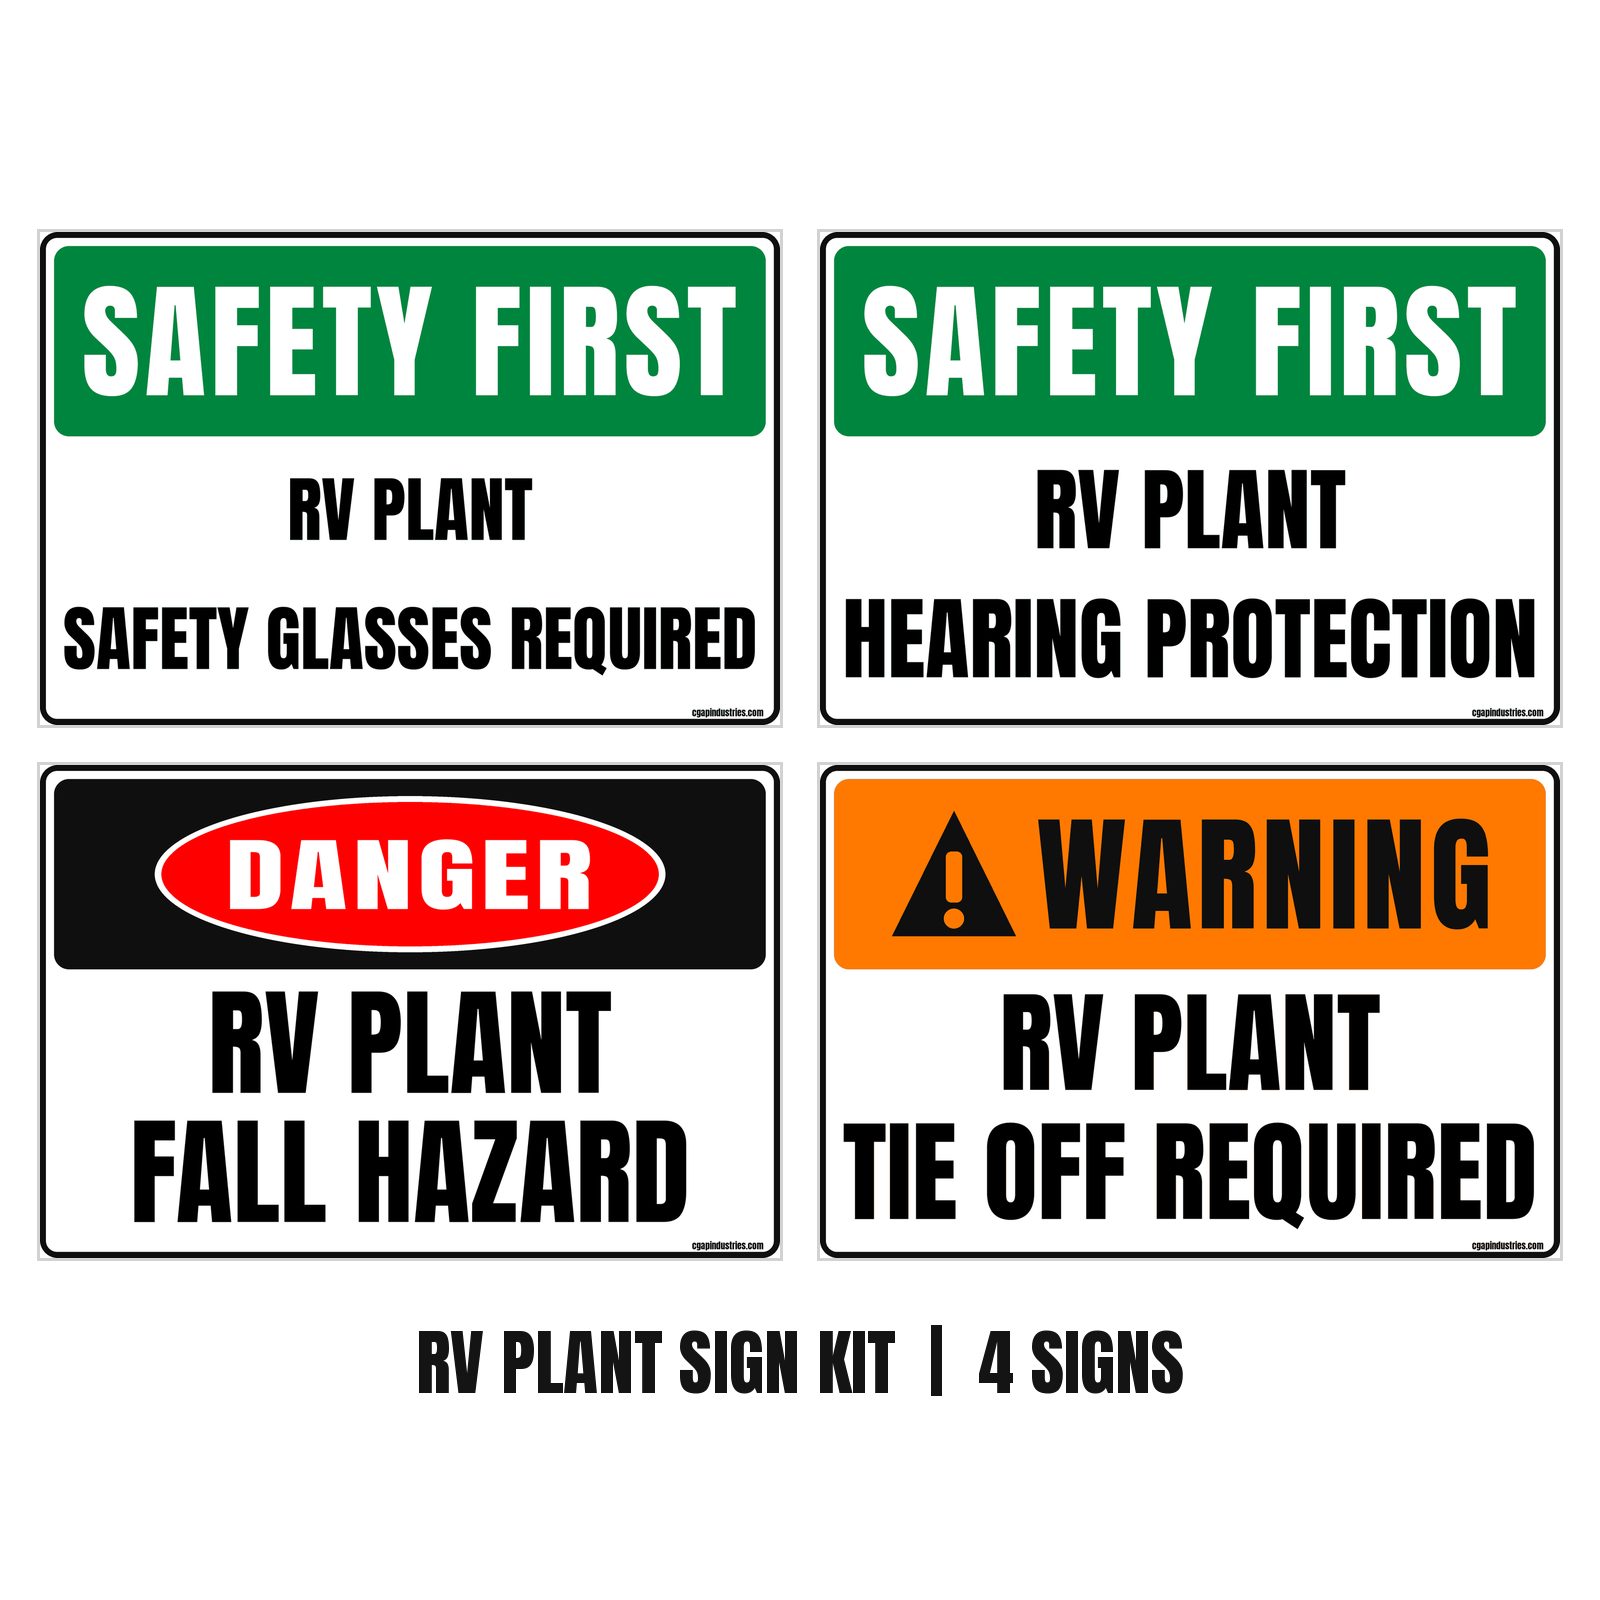 SAFETY FIRST
RV PLANT
SAFETY GLASSES REQUIRED
cgapindustries.com
SAFETY FIRST
RV PLANT
HEARING PROTECTION
cgapindustries.com
DANGER
RV PLANT
FALL HAZARD
cgapindustries.com
WARNING
RV PLANT
TIE OFF REQUIRED
cgapindustries.com
RV PLANT SIGN KIT | 4 SIGNS